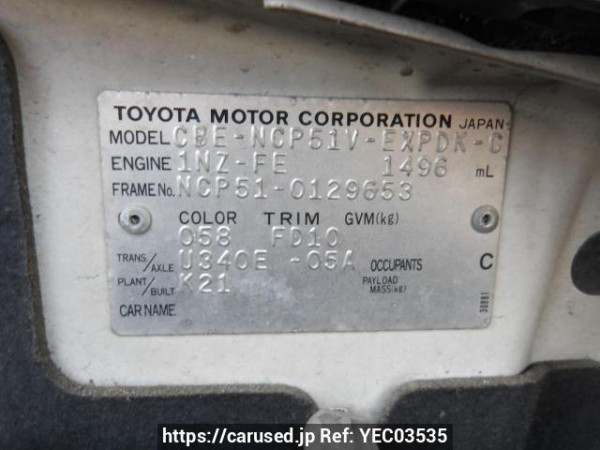 TOYOTA MOTOR CORPORATION JAPAN
MODEL CBE-NCP51V-EXPDK-C
ENGINE 1NZ-FE 1496 mL
FRAME No. NCP51-0129653
COLOR TRIM GVM(kg)
058 FD10
TRANS/AXLE U340E -05A OCCUPANTS C
PLANT/BUILT K21 PAYLOAD MASS(kg)
CAR NAME
30881
https://carused.jp Ref: YEC03535